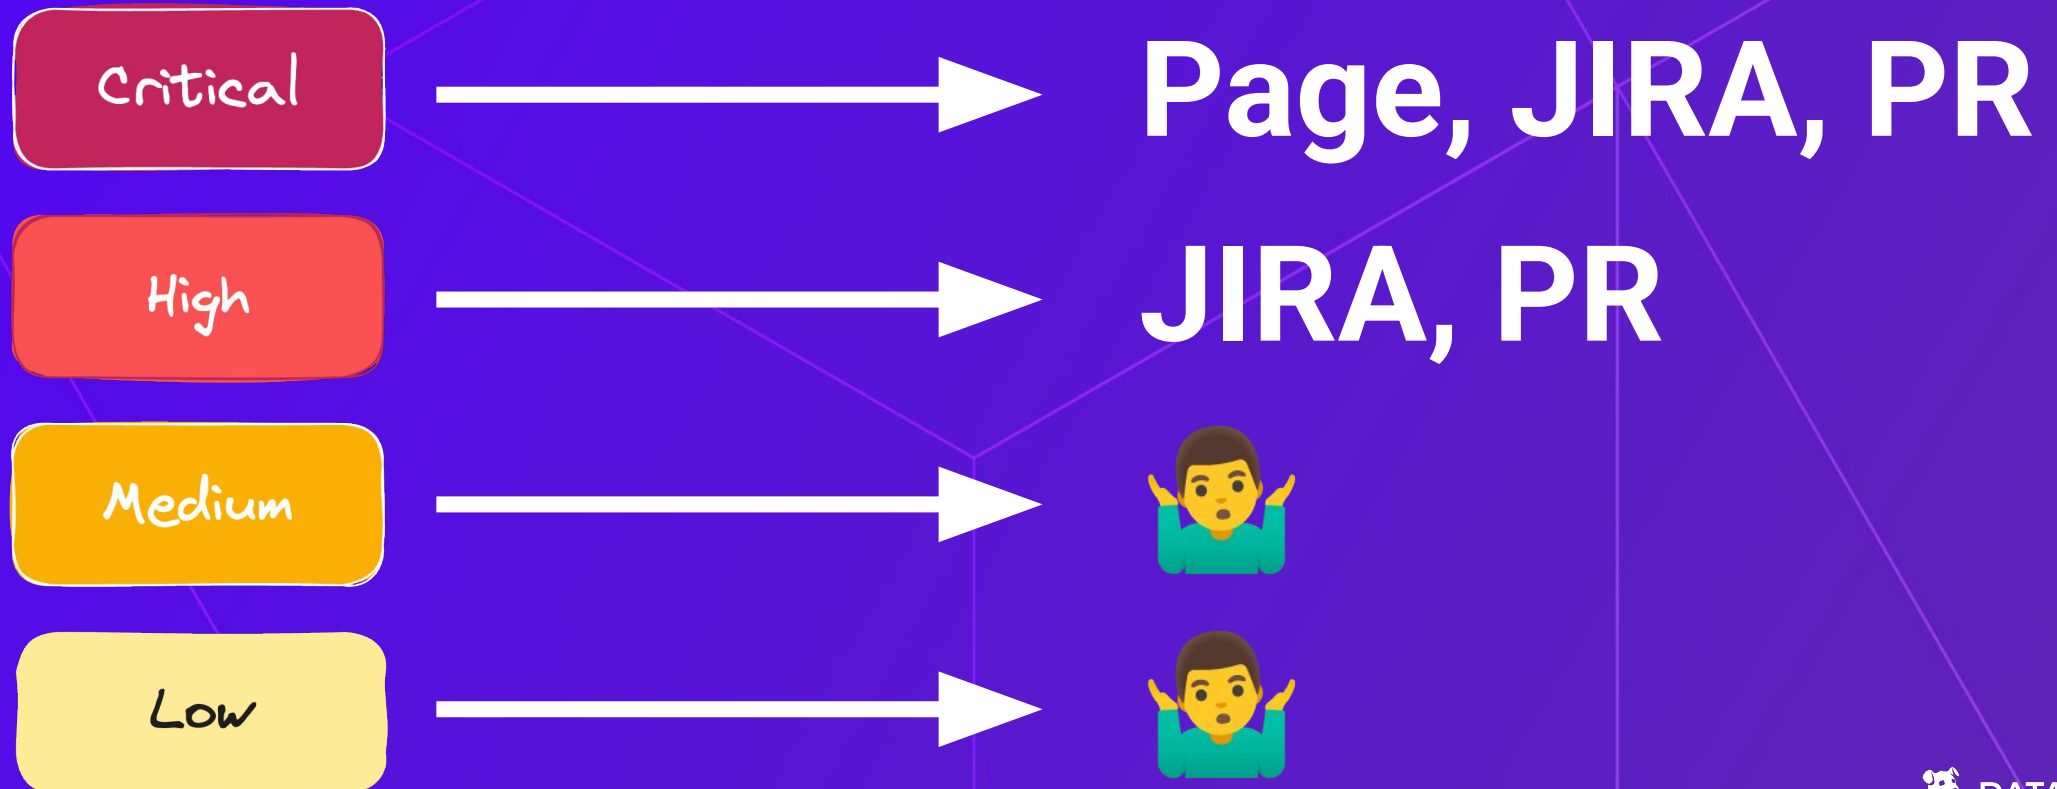 Critical
Page, JIRA, PR
High
JIRA, PR
Medium
Low